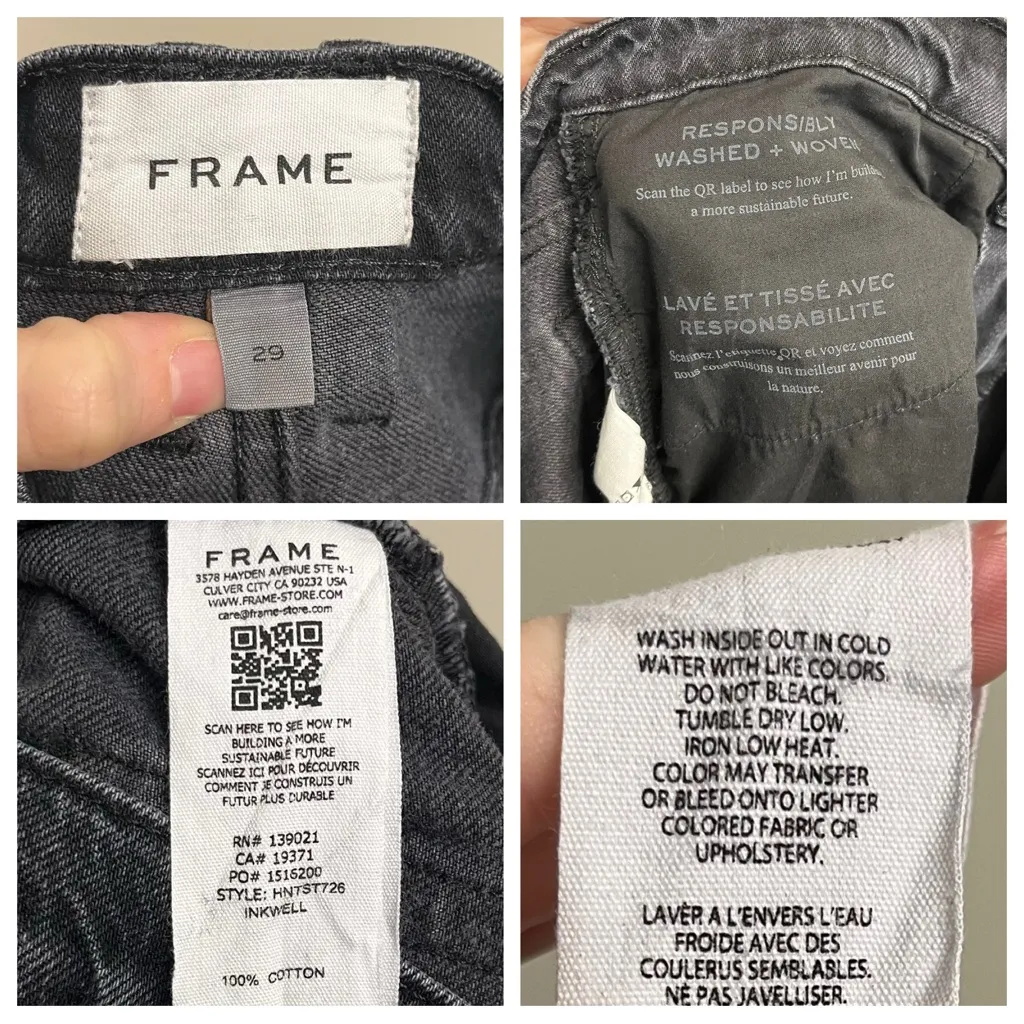 FRAME
29
RESPONSIBLY
WASHED + WOVEN
Scan the QR label to see how I'm build
a more sustainable future.
LAVÉ ET TISSÉ AVEC
RESPONSABILITE
Scannez l'etiquette QR et voyez comment
nous construisons un meilleur avenir pour
la nature.
FRAME
3578 HAYDEN AVENUE STE N-1
CULVER CITY CA 90232 USA
WWW.FRAME-STORE.COM
care@frame-store.com
SCAN HERE TO SEE HOW I'M
BUILDING A MORE
SUSTAINABLE FUTURE
SCANNEZ ICI POUR DÉCOUVRIR
COMMENT JE CONSTRUIS UN
FUTUR PLUS DURABLE
RN# 139021
CA# 19371
PO# 1516200
STYLE: HNTST726
INKWELL
100% COTTON
WASH INSIDE OUT IN COLD
WATER WITH LIKE COLORS.
DO NOT BLEACH.
TUMBLE DRY LOW.
IRON LOW HEAT.
COLOR MAY TRANSFER
OR BLEED ONTO LIGHTER
COLORED FABRIC OR
UPHOLSTERY.
LAVER A L'ENVERS L'EAU
FROIDE AVEC DES
COULERUS SEMBLABLES.
NE PAS JAVELLISER.